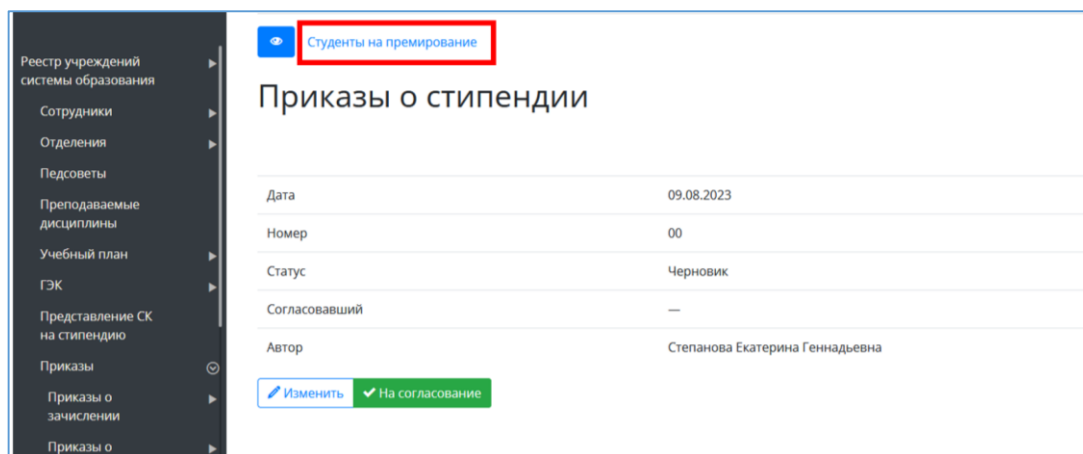 Студенты на премирование
Реестр учреждений
системы образования
Сотрудники
Отделения
Педсоветы
Преподаваемые
дисциплины
Учебный план
ГЭК
Представление СК
на стипендию
Приказы
Приказы о
зачислении
Приказы о
Приказы о стипендии
Дата 09.08.2023
Номер 00
Статус Черновик
Согласовавший —
Автор Степанова Екатерина Геннадьевна
Изменить На согласование